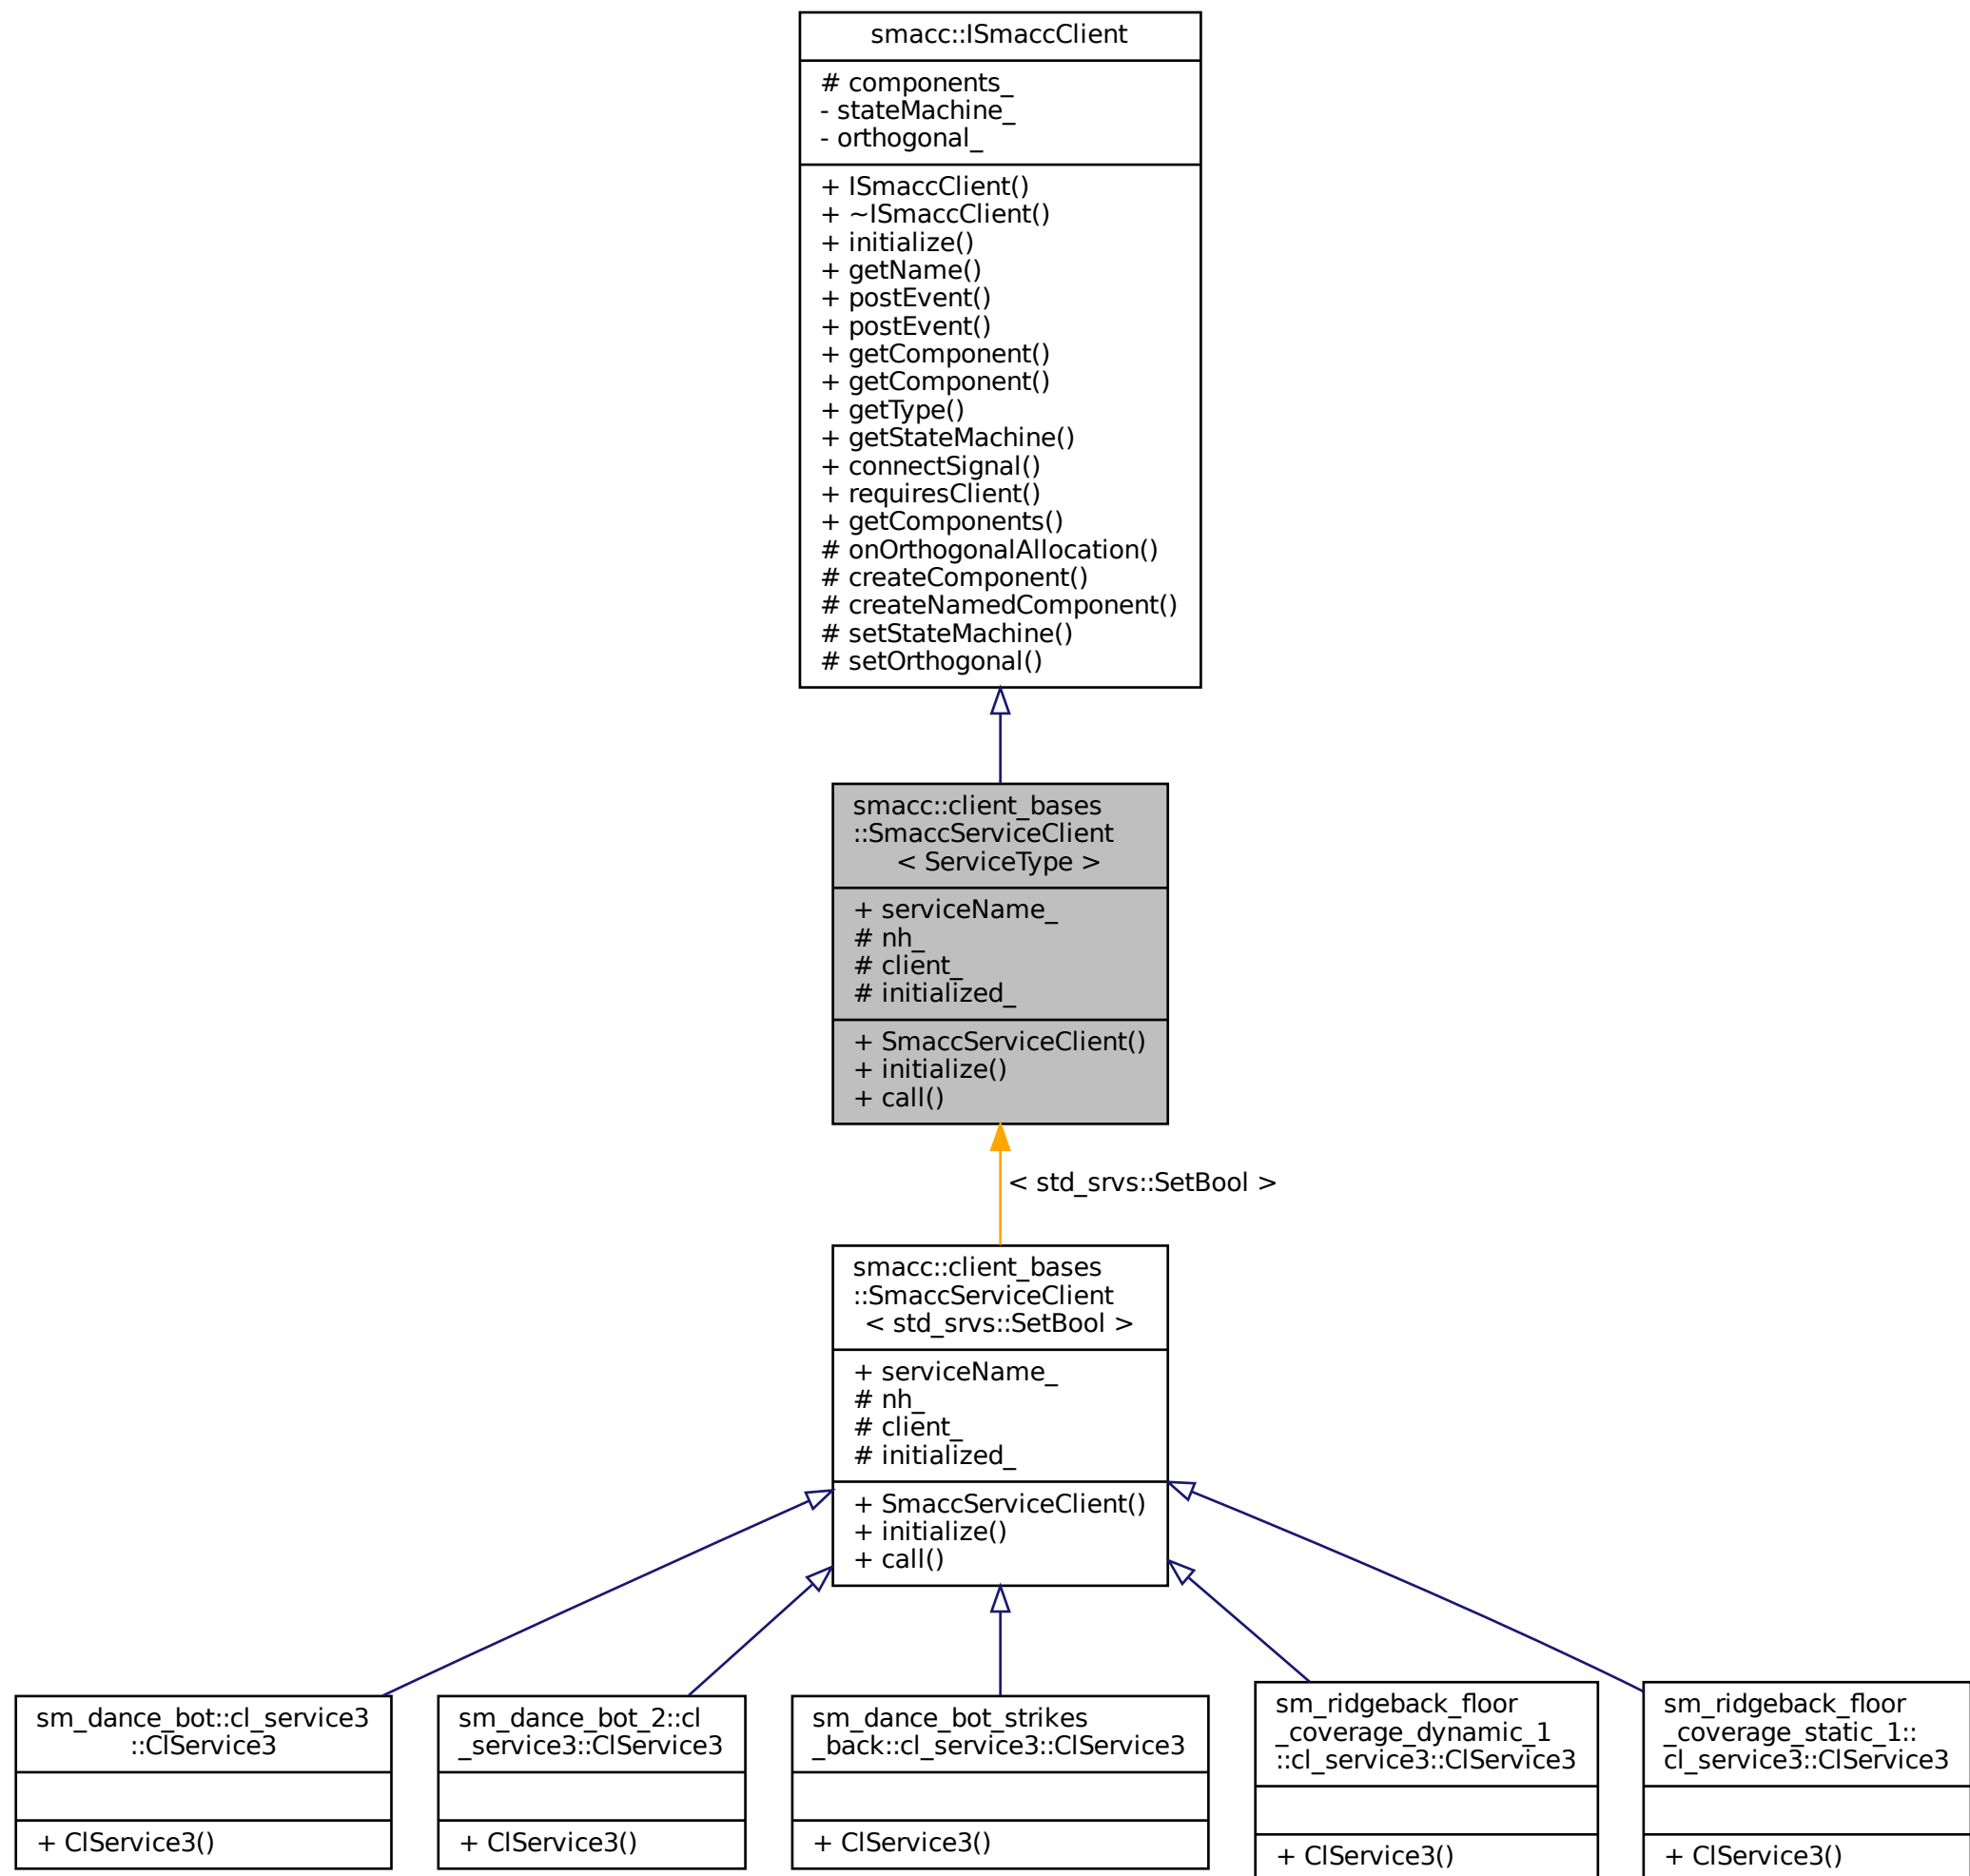 smacc::ISmaccClient
# components_
- stateMachine_
- orthogonal_
+ ISmaccClient()
+ ~ISmaccClient()
+ initialize()
+ getName()
+ postEvent()
+ postEvent()
+ getComponent()
+ getComponent()
+ getType()
+ getStateMachine()
+ connectSignal()
+ requiresClient()
+ getComponents()
# onOrthogonalAllocation()
# createComponent()
# createNamedComponent()
# setStateMachine()
# setOrthogonal()
smacc::client_bases
::SmaccServiceClient
< ServiceType >
+ serviceName_
# nh_
# client_
# initialized_
+ SmaccServiceClient()
+ initialize()
+ call()
< std_srvs::SetBool >
smacc::client_bases
::SmaccServiceClient
< std_srvs::SetBool >
+ serviceName_
# nh_
# client_
# initialized_
+ SmaccServiceClient()
+ initialize()
+ call()
sm_dance_bot::cl_service3
::ClService3
+ ClService3()
sm_dance_bot_2::cl
_service3::ClService3
+ ClService3()
sm_dance_bot_strikes
_back::cl_service3::ClService3
+ ClService3()
sm_ridgeback_floor
_coverage_dynamic_1
::cl_service3::ClService3
+ ClService3()
sm_ridgeback_floor
_coverage_static_1::
cl_service3::ClService3
+ ClService3()